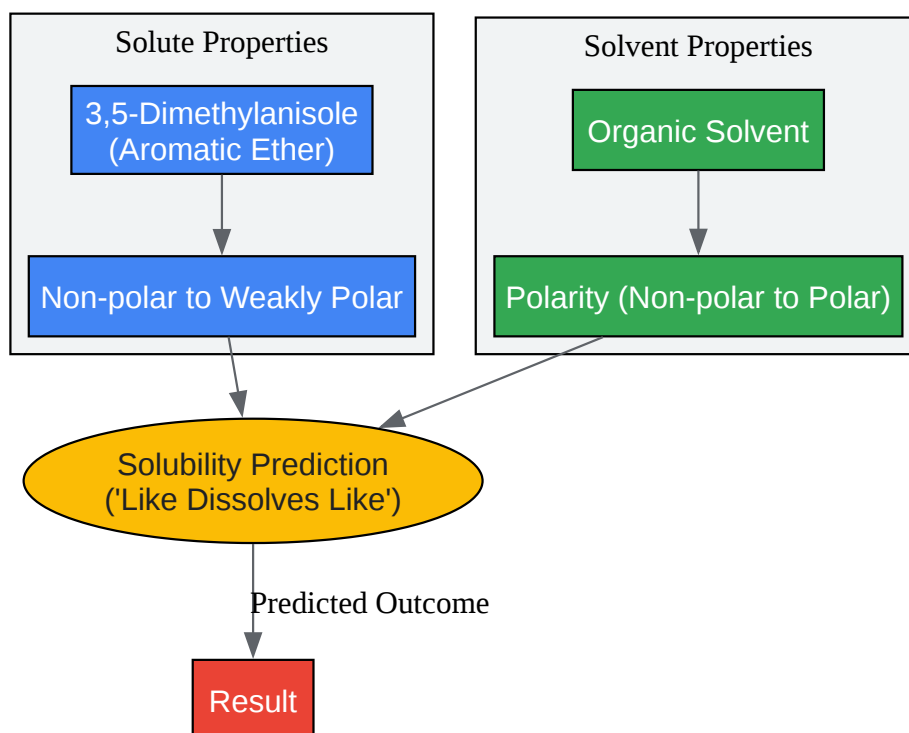 Solute Properties
3,5-Dimethylanisole
(Aromatic Ether)
Non-polar to Weakly Polar
Solvent Properties
Organic Solvent
Polarity (Non-polar to Polar)
Solubility Prediction
('Like Dissolves Like')
Predicted Outcome
Result